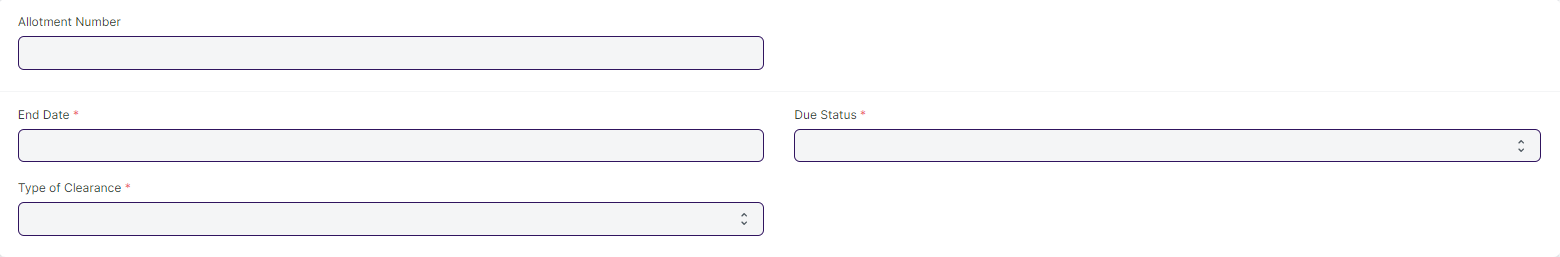 Allotment Number
End Date *
Due Status *
Type of Clearance *